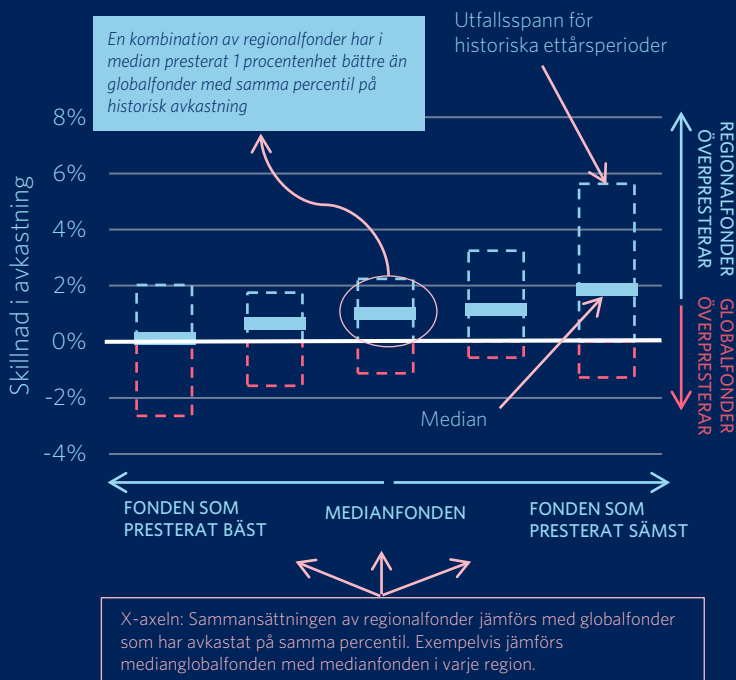 En kombination av regionalfonder har i
median presterat 1 procentenhet bättre än
globalfonder med samma percentil på
historisk avkastning
Utfallsspann för
historiska ettårsperioder
Skillnad i avkastning
8%
6%
4%
2%
0%
-2%
-4%
REGIONALFONDER
ÖVERPRESTERAR
GLOBALFONDER
ÖVERPRESTERAR
Median
FONDEN SOM
PRESTERAT BÄST
MEDIANFONDEN
FONDEN SOM
PRESTERAT SÄMST
X-axeln: Sammansättningen av regionalfonder jämförs med globalfonder
som har avkastat på samma percentil. Exempelvis jämförs
medianglobalfonden med medianfonden i varje region.